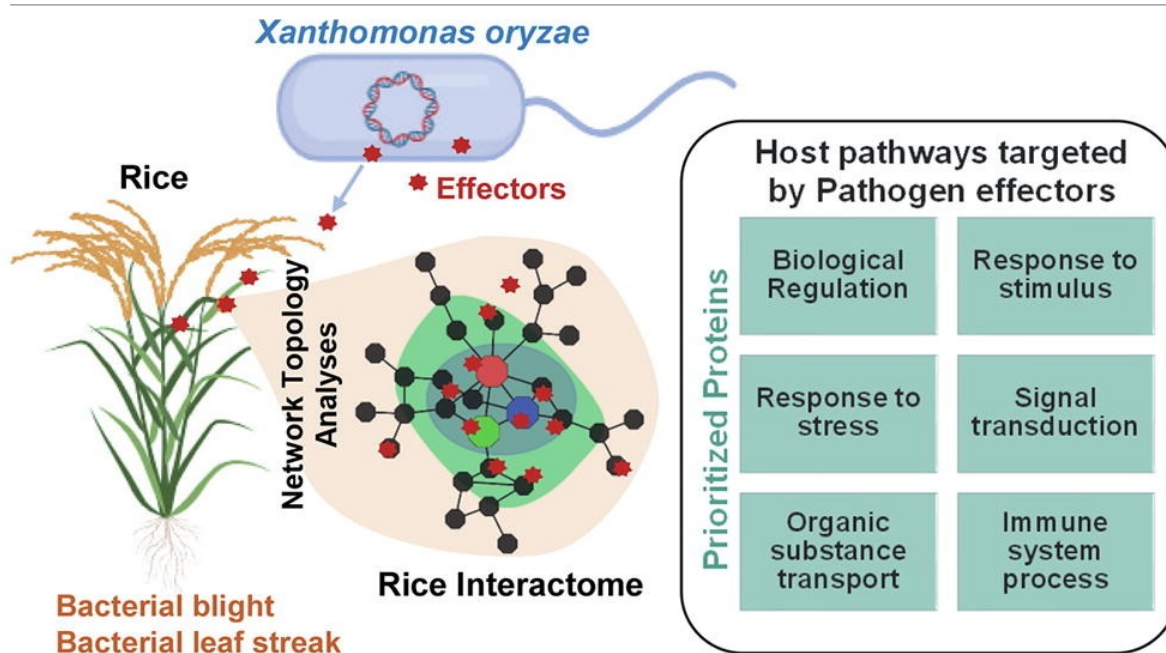 Xanthomonas oryzae
Rice
Effectors
Network Topology
Analyses
Rice Interactome
Bacterial blight
Bacterial leaf streak
Host pathways targeted
by Pathogen effectors
Prioritized Proteins
Biological
Regulation
Response to
stimulus
Response to
stress
Signal
transduction
Organic
substance
transport
Immune
system
process